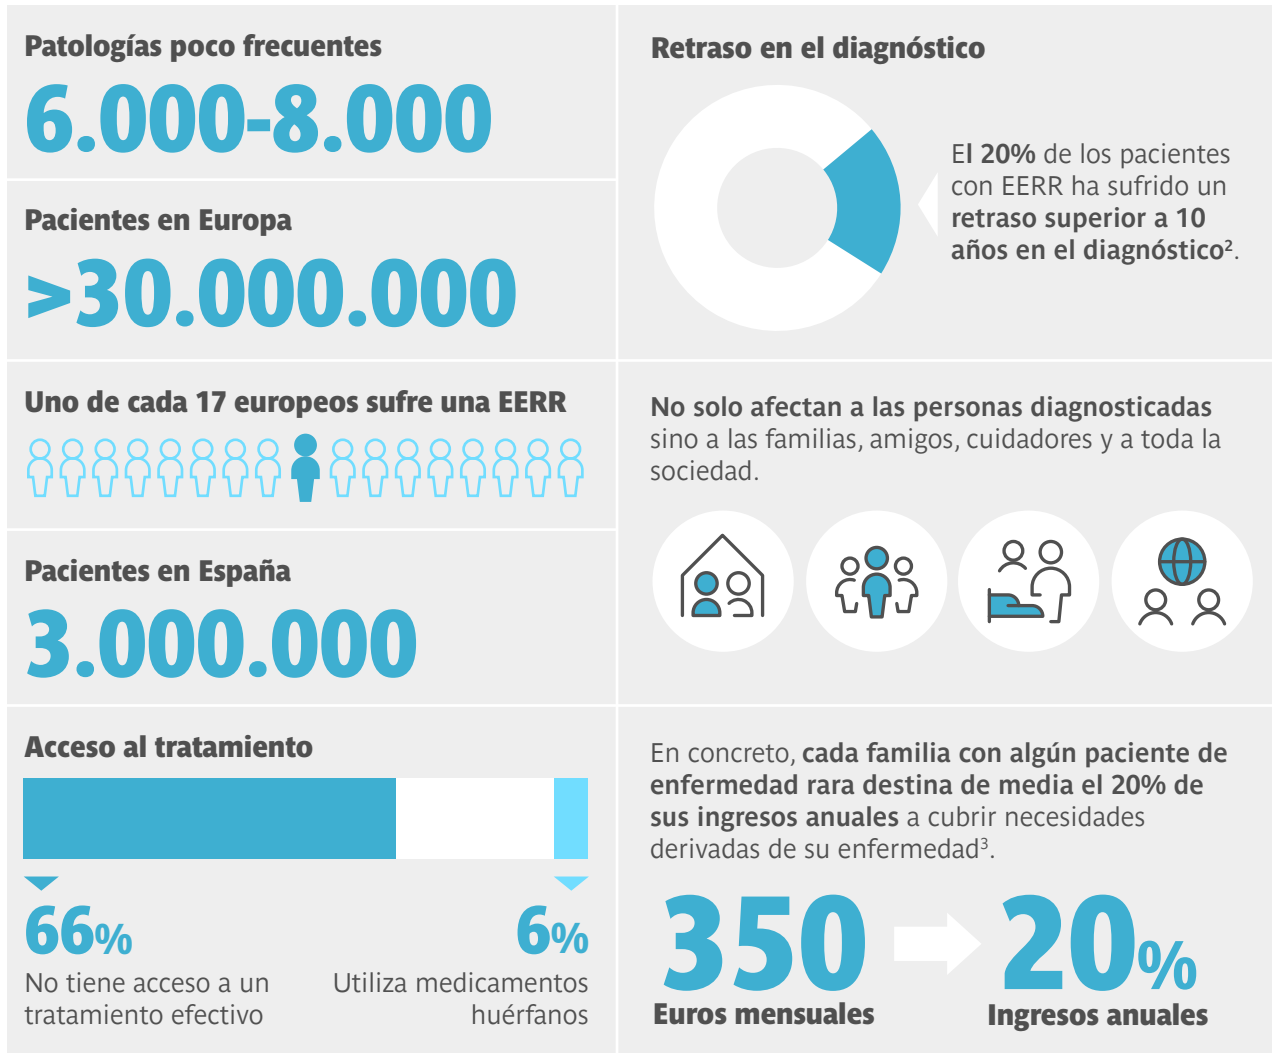 Patologías poco frecuentes
6.000-8.000
Pacientes en Europa
>30.000.000
Uno de cada 17 europeos sufre una EERR
Pacientes en España
3.000.000
Acceso al tratamiento
66%
No tiene acceso a un
tratamiento efectivo
6%
Utiliza medicamentos
huérfanos
Retraso en el diagnóstico
El 20% de los pacientes
con EERR ha sufrido un
retraso superior a 10
años en el diagnóstico².
No solo afectan a las personas diagnosticadas
sino a las familias, amigos, cuidadores y a toda la
sociedad.
En concreto, cada familia con algún paciente de
enfermedad rara destina de media el 20% de
sus ingresos anuales a cubrir necesidades
derivadas de su enfermedad³.
350
Euros mensuales
20%
Ingresos anuales